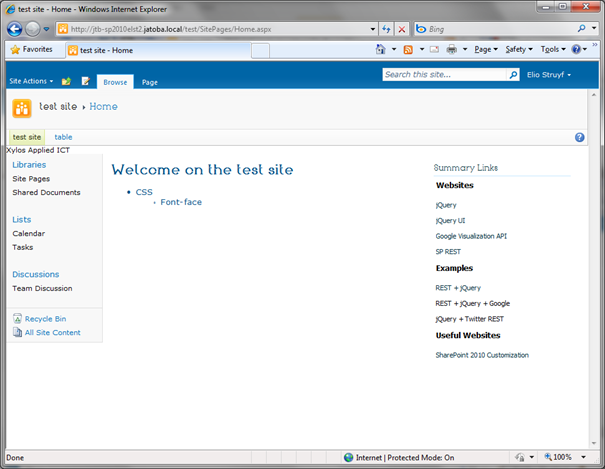 test site - Home - Windows Internet Explorer
http://jtb-sp2010elst2.jatoba.local/test/SitePages/Home.aspx
Bing
Favorites
test site - Home
Page
Safety
Tools
Site Actions
Browse
Page
Search this site...
Elio Struyf
test site › Home
test site
table
Xylos Applied ICT
Libraries
Site Pages
Shared Documents
Lists
Calendar
Tasks
Discussions
Team Discussion
Recycle Bin
All Site Content
Welcome on the test site
• CSS
◦ Font-face
Summary Links
Websites
jQuery
jQuery UI
Google Visualization API
SP REST
Examples
REST + jQuery
REST + jQuery + Google
jQuery + Twitter REST
Useful Websites
SharePoint 2010 Customization
Done
Internet | Protected Mode: On
100%